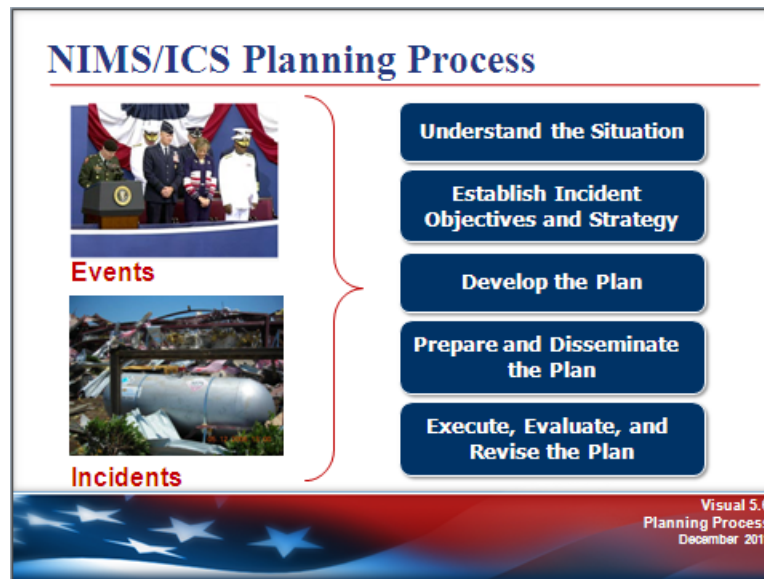 NIMS/ICS Planning Process
Events
Incidents
Understand the Situation
Establish Incident
Objectives and Strategy
Develop the Plan
Prepare and Disseminate
the Plan
Execute, Evaluate, and
Revise the Plan
Visual 5.
Planning Process
December 201